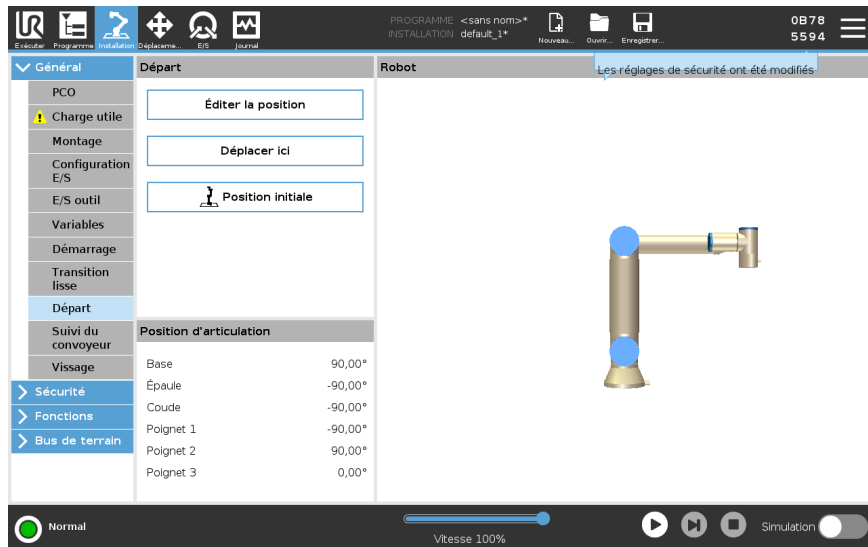 PROGRAMME <sans nom>*
INSTALLATION default_1*
0B78
5594
Exécuter Programme Installation Déplaceme... E/S Journal
Nouveau... Ouvrir... Enregistrer...
Les réglages de sécurité ont été modifiés
Général
PCO
Charge utile
Montage
Configuration
E/S
E/S outil
Variables
Démarrage
Transition
lisse
Départ
Suivi du
convoyeur
Vissage
Sécurité
Fonctions
Bus de terrain
Départ
Éditer la position
Déplacer ici
Position initiale
Position d'articulation
Base 90,00°
Épaule -90,00°
Coude -90,00°
Poignet 1 -90,00°
Poignet 2 90,00°
Poignet 3 0,00°
Robot
Normal
Vitesse 100%
Simulation